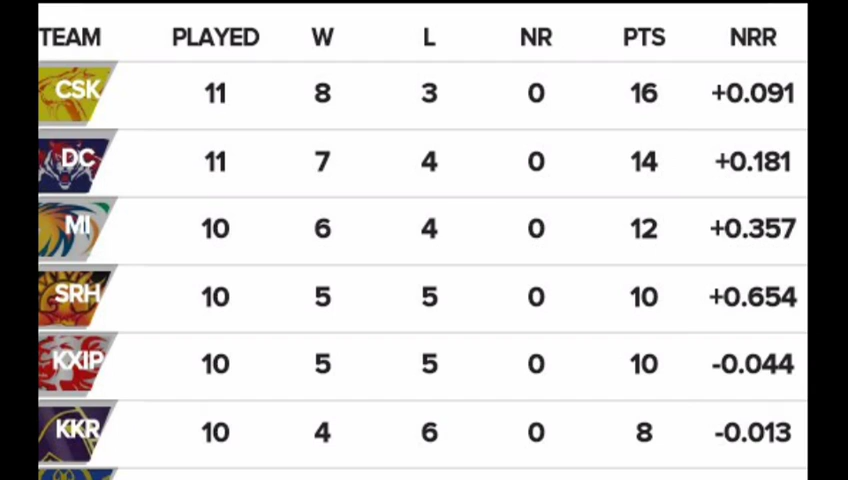 TEAM PLAYED W L NR PTS NRR
CSK 11 8 3 0 16 +0.091
DC 11 7 4 0 14 +0.181
MI 10 6 4 0 12 +0.357
SRH 10 5 5 0 10 +0.654
KXIP 10 5 5 0 10 -0.044
KKR 10 4 6 0 8 -0.013